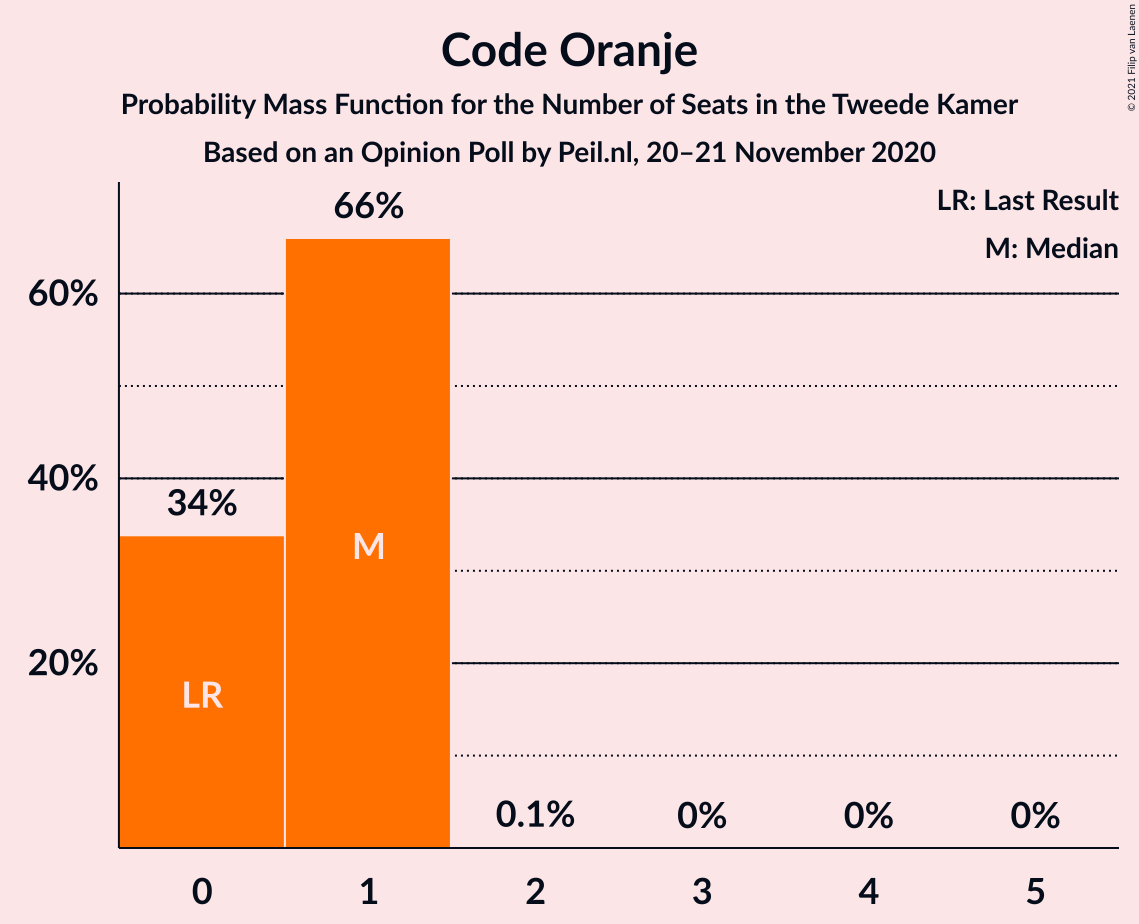 Code Oranje
Probability Mass Function for the Number of Seats in the Tweede Kamer
Based on an Opinion Poll by Peil.nl, 20–21 November 2020
© 2021 Filip van Laenen
LR: Last Result
M: Median
66%
60%
40%
34%
M
20%
LR
0.1%
0%
0%
0%
0 1 2 3 4 5